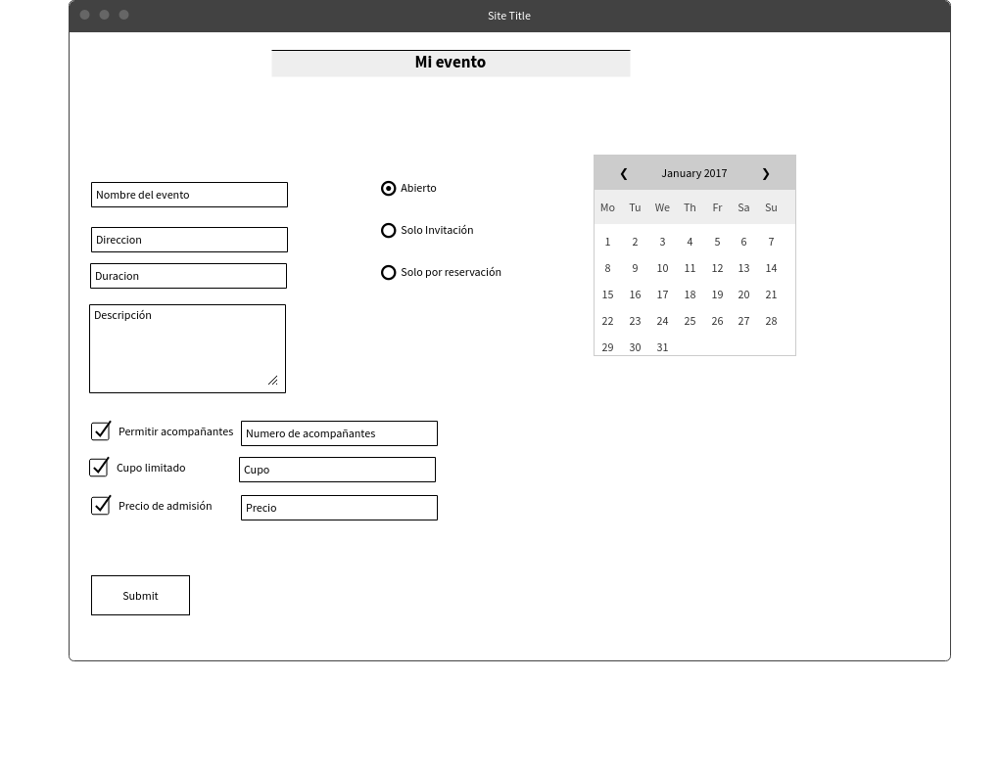 Site Title
Mi evento
Nombre del evento
Direccion
Duracion
Descripción
Abierto
Solo Invitación
Solo por reservación
❮ January 2017 ❯
Mo Tu We Th Fr Sa Su
1 2 3 4 5 6 7
8 9 10 11 12 13 14
15 16 17 18 19 20 21
22 23 24 25 26 27 28
29 30 31
Permitir acompañantes Numero de acompañantes
Cupo limitado Cupo
Precio de admisión Precio
Submit